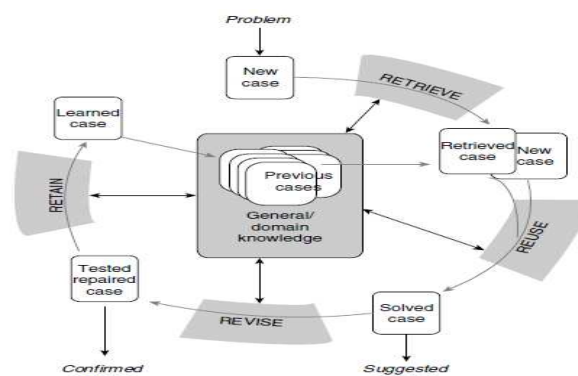 Problem
New
case
RETRIEVE
Learned
case
Retrieved
case
New
case
Previous
cases
General/
domain
knowledge
RETAIN
REUSE
Tested
repaired
case
REVISE
Solved
case
Confirmed
Suggested